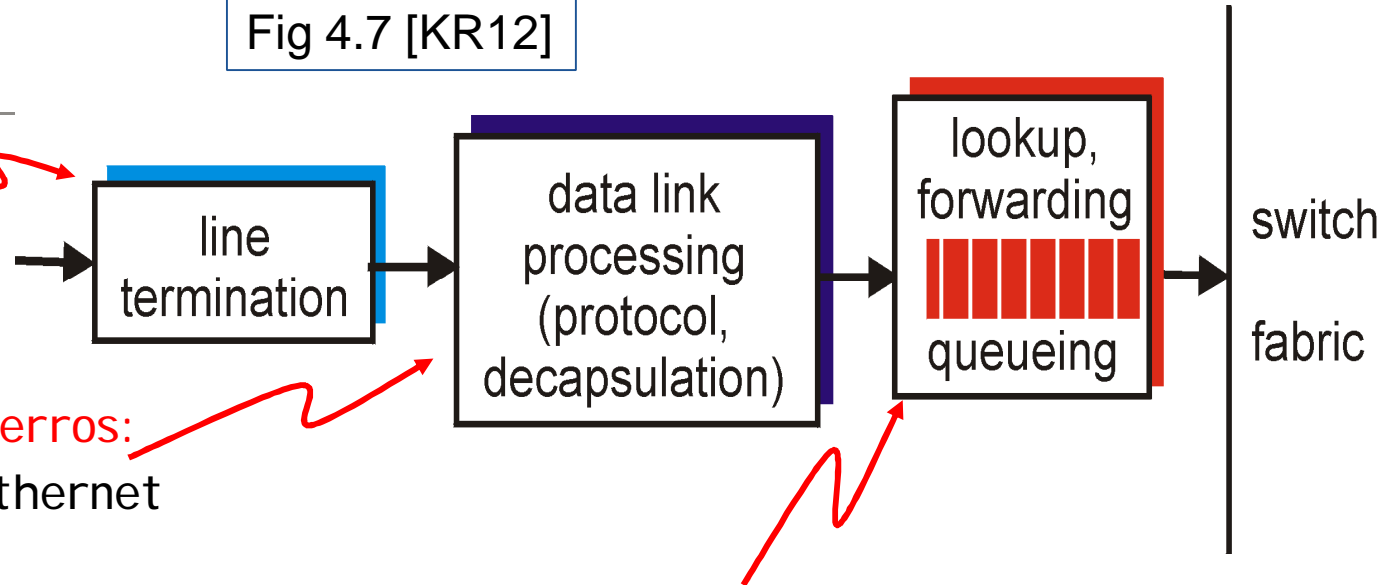 Fig 4.7 [KR12]
line
termination
data link
processing
(protocol,
decapsulation)
lookup,
forwarding
queueing
switch
fabric
erros:
thernet